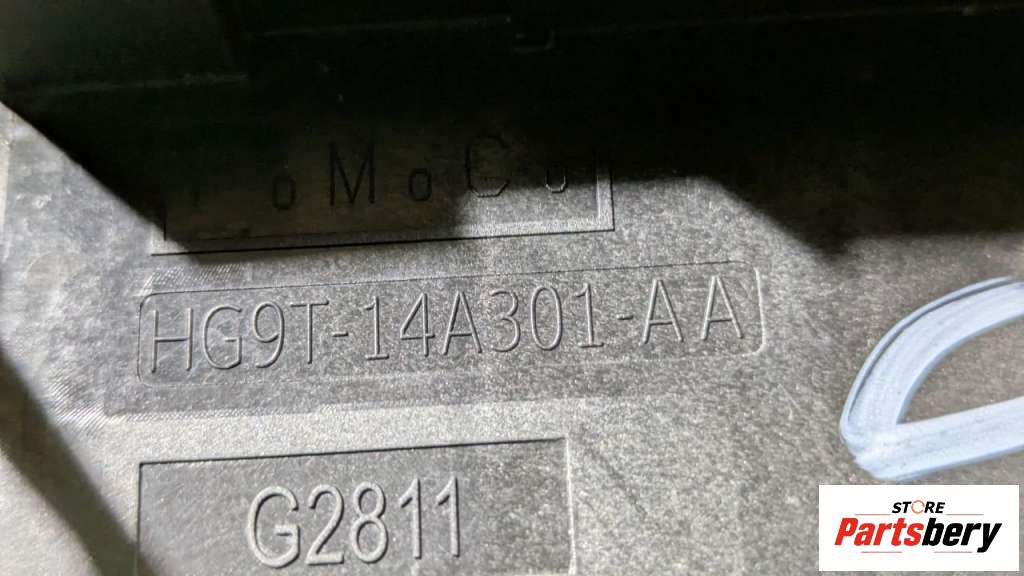 FoMoCo
HG9T-14A301-AA
G2811
STORE
Partsbery